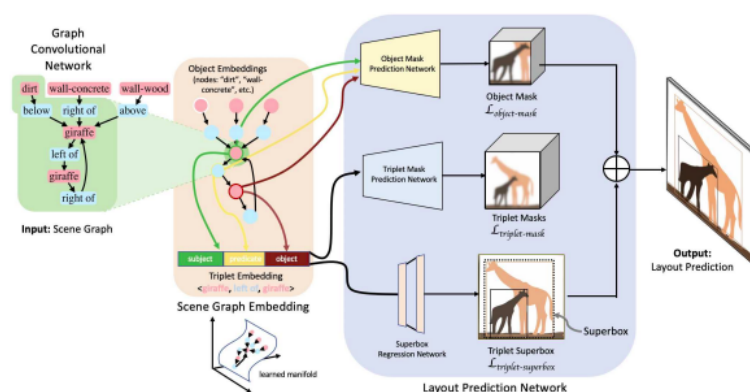 Graph
Convolutional
Network
dirt
wall-concrete
wall-wood
below
right of
above
giraffe
left of
giraffe
right of
Input: Scene Graph
Object Embeddings
(nodes: "dirt", "wall-
concrete", etc.)
subject
predicate
object
Triplet Embedding
<giraffe, left of, giraffe>
Scene Graph Embedding
learned manifold
Object Mask
Prediction Network
Object Mask
ℒobject-mask
Triplet Mask
Prediction Network
Triplet Masks
ℒtriplet-mask
Superbox
Regression Network
Triplet Superbox
ℒtriplet-superbox
Superbox
Layout Prediction Network
Output:
Layout Prediction